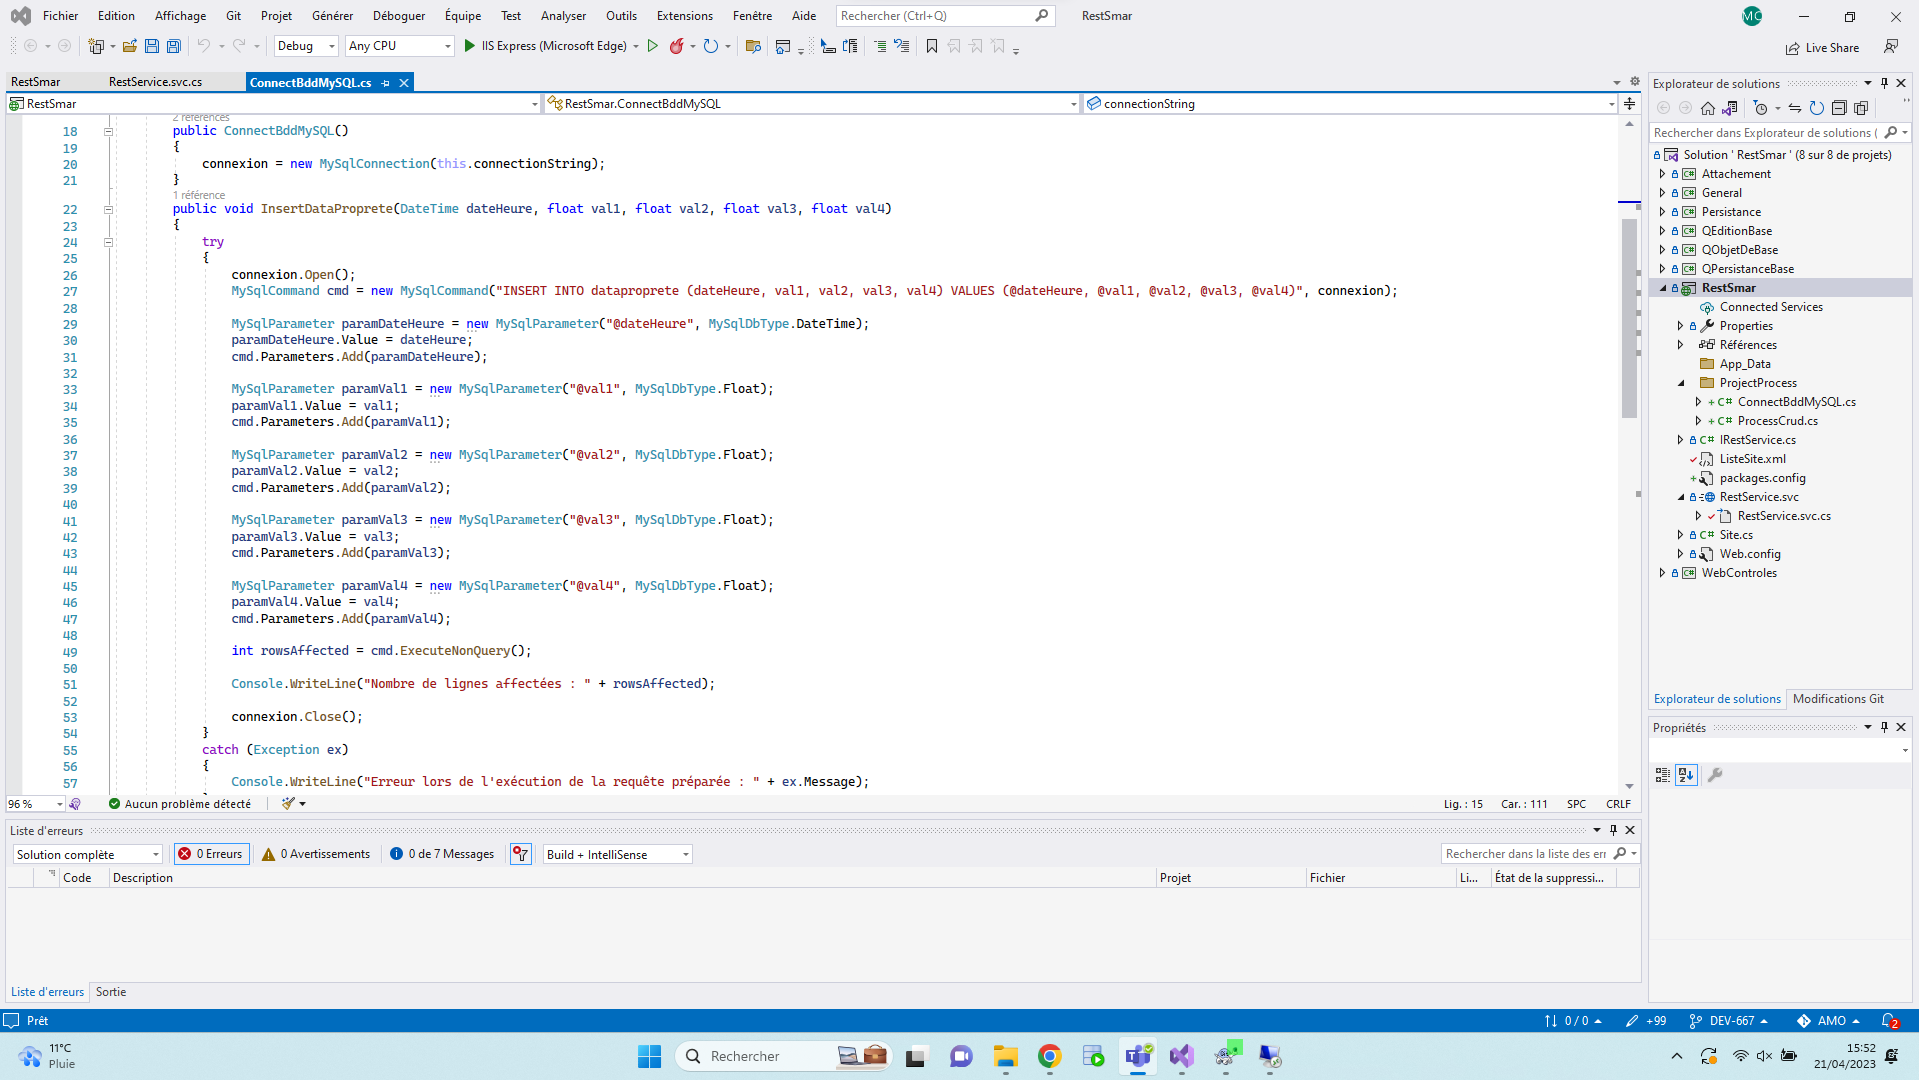 Fichier Edition Affichage Git Projet Générer Déboguer Équipe Test Analyser Outils Extensions Fenêtre Aide Rechercher (Ctrl+Q) RestSmar MC
Debug Any CPU IIS Express (Microsoft Edge) Live Share
RestSmar RestService.svc.cs ConnectBddMySQL.cs
RestSmar RestSmar.ConnectBddMySQL connectionString
2 références
18 public ConnectBddMySQL()
19 {
20 connexion = new MySqlConnection(this.connectionString);
21 }
1 référence
22 public void InsertDataProprete(DateTime dateHeure, float val1, float val2, float val3, float val4)
23 {
24 try
25 {
26 connexion.Open();
27 MySqlCommand cmd = new MySqlCommand("INSERT INTO dataproprete (dateHeure, val1, val2, val3, val4) VALUES (@dateHeure, @val1, @val2, @val3, @val4)", connexion);
28
29 MySqlParameter paramDateHeure = new MySqlParameter("@dateHeure", MySqlDbType.DateTime);
30 paramDateHeure.Value = dateHeure;
31 cmd.Parameters.Add(paramDateHeure);
32
33 MySqlParameter paramVal1 = new MySqlParameter("@val1", MySqlDbType.Float);
34 paramVal1.Value = val1;
35 cmd.Parameters.Add(paramVal1);
36
37 MySqlParameter paramVal2 = new MySqlParameter("@val2", MySqlDbType.Float);
38 paramVal2.Value = val2;
39 cmd.Parameters.Add(paramVal2);
40
41 MySqlParameter paramVal3 = new MySqlParameter("@val3", MySqlDbType.Float);
42 paramVal3.Value = val3;
43 cmd.Parameters.Add(paramVal3);
44
45 MySqlParameter paramVal4 = new MySqlParameter("@val4", MySqlDbType.Float);
46 paramVal4.Value = val4;
47 cmd.Parameters.Add(paramVal4);
48
49 int rowsAffected = cmd.ExecuteNonQuery();
50
51 Console.WriteLine("Nombre de lignes affectées : " + rowsAffected);
52
53 connexion.Close();
54 }
55 catch (Exception ex)
56 {
57 Console.WriteLine("Erreur lors de l'exécution de la requête préparée : " + ex.Message);
96 % Aucun problème détecté Lig. : 15 Car. : 111 SPC CRLF
Liste d'erreurs
Solution complète 0 Erreurs 0 Avertissements 0 de 7 Messages Build + IntelliSense Rechercher dans la liste des err
Code Description Projet Fichier Li... État de la suppressi...
Liste d'erreurs Sortie
Explorateur de solutions
Rechercher dans Explorateur de solutions (
Solution ' RestSmar ' (8 sur 8 de projets)
Attachement
General
Persistance
QEditionBase
QObjetDeBase
QPersistanceBase
RestSmar
Connected Services
Properties
Références
App_Data
ProjectProcess
C# ConnectBddMySQL.cs
C# ProcessCrud.cs
C# IRestService.cs
ListeSite.xml
packages.config
RestService.svc
RestService.svc.cs
C# Site.cs
Web.config
WebControles
Explorateur de solutions Modifications Git
Propriétés
Prêt 0 / 0 +99 DEV-667 AMO 2
11°C
Pluie
Rechercher
15:52
21/04/2023